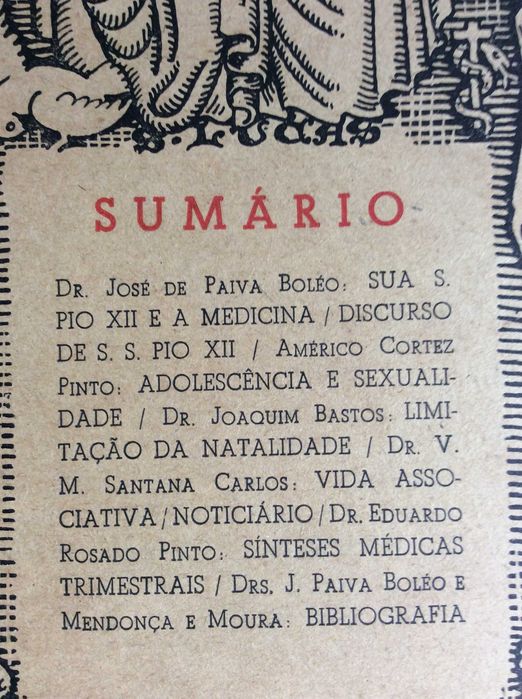 S. LUCAS
SUMÁRIO
Dr. José de Paiva Boléo: SUA S.
PIO XII E A MEDICINA / DISCURSO
DE S. S. PIO XII / Américo Cortez
Pinto: ADOLESCÊNCIA E SEXUALI-
DADE / Dr. Joaquim Bastos: LIMI-
TAÇÃO DA NATALIDADE / Dr. V.
M. Santana Carlos: VIDA ASSO-
CIATIVA/NOTICIÁRIO/Dr. Eduardo
Rosado Pinto: SÍNTESES MÉDICAS
TRIMESTRAIS / Drs. J. Paiva Boléo e
Mendonça e Moura: BIBLIOGRAFIA